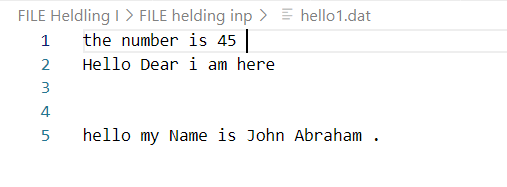 FILE Heldling I > FILE helding inp > hello1.dat
1 the number is 45
2 Hello Dear i am here
3
4
5 hello my Name is John Abraham .